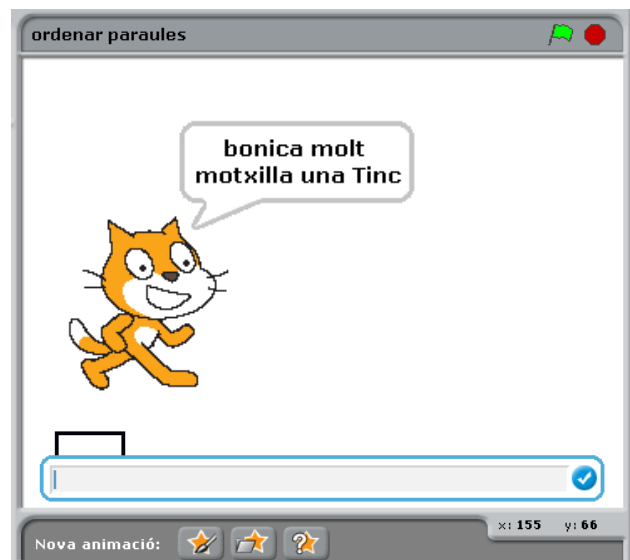 ordenar paraules
bonica molt
motxilla una Tinc
x: 155 y: 66
Nova animació: